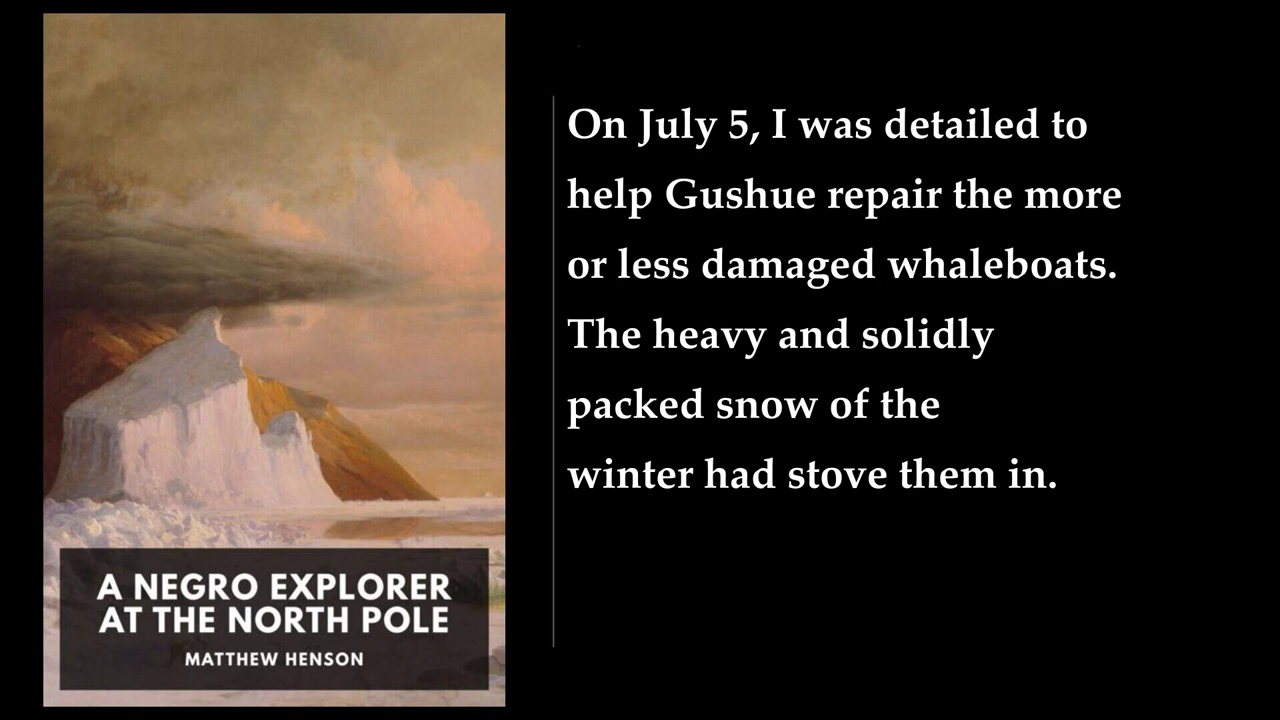 A NEGRO EXPLORER
AT THE NORTH POLE
MATTHEW HENSON
On July 5, I was detailed to
help Gushue repair the more
or less damaged whaleboats.
The heavy and solidly
packed snow of the
winter had stove them in.